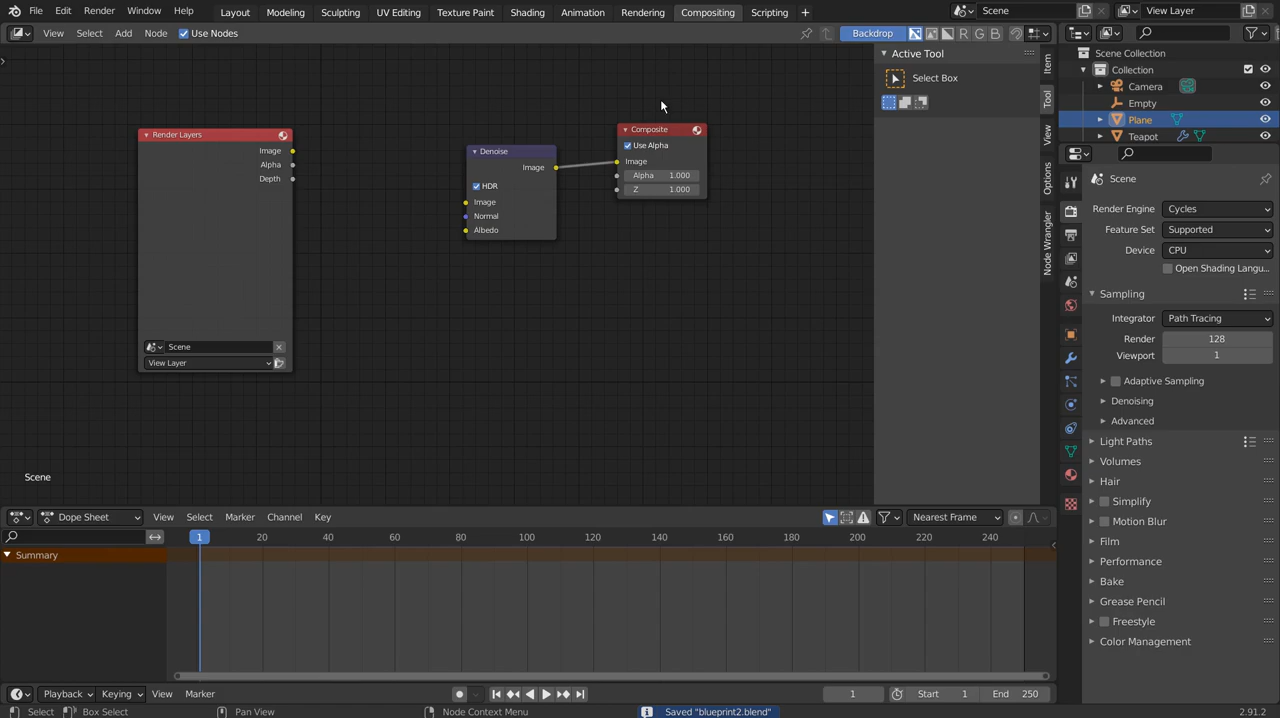 File Edit Render Window Help Layout Modeling Sculpting UV Editing Texture Paint Shading Animation Rendering Compositing Scripting + Scene View Layer
View Select Add Node Use Nodes Backdrop R G B
Active Tool
Select Box
Item
Tool
View
Options
Node Wrangler
Render Layers
Image
Alpha
Depth
Scene
View Layer
Denoise
Image
HDR
Image
Normal
Albedo
Composite
Use Alpha
Image
Alpha 1.000
Z 1.000
Scene
Scene Collection
Collection
Camera
Empty
Plane
Teapot
Scene
Render Engine Cycles
Feature Set Supported
Device CPU
Open Shading Langu...
Sampling
Integrator Path Tracing
Render 128
Viewport 1
Adaptive Sampling
Denoising
Advanced
Light Paths
Volumes
Hair
Simplify
Motion Blur
Film
Performance
Bake
Grease Pencil
Freestyle
Color Management
Dope Sheet View Select Marker Channel Key Nearest Frame
1 20 40 60 80 100 120 140 160 180 200 220 240
Summary
Playback Keying View Marker 1 Start 1 End 250
Select Box Select Pan View Node Context Menu Saved "blueprint2.blend" 2.91.2